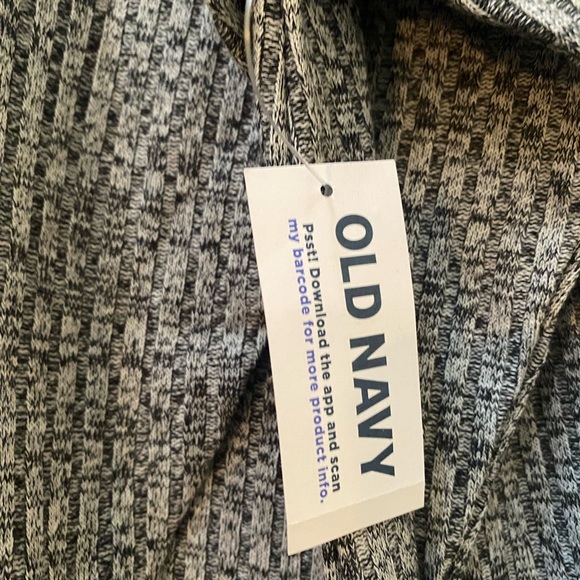 OLD NAVY
Psst! Download the app and scan
my barcode for more product info.